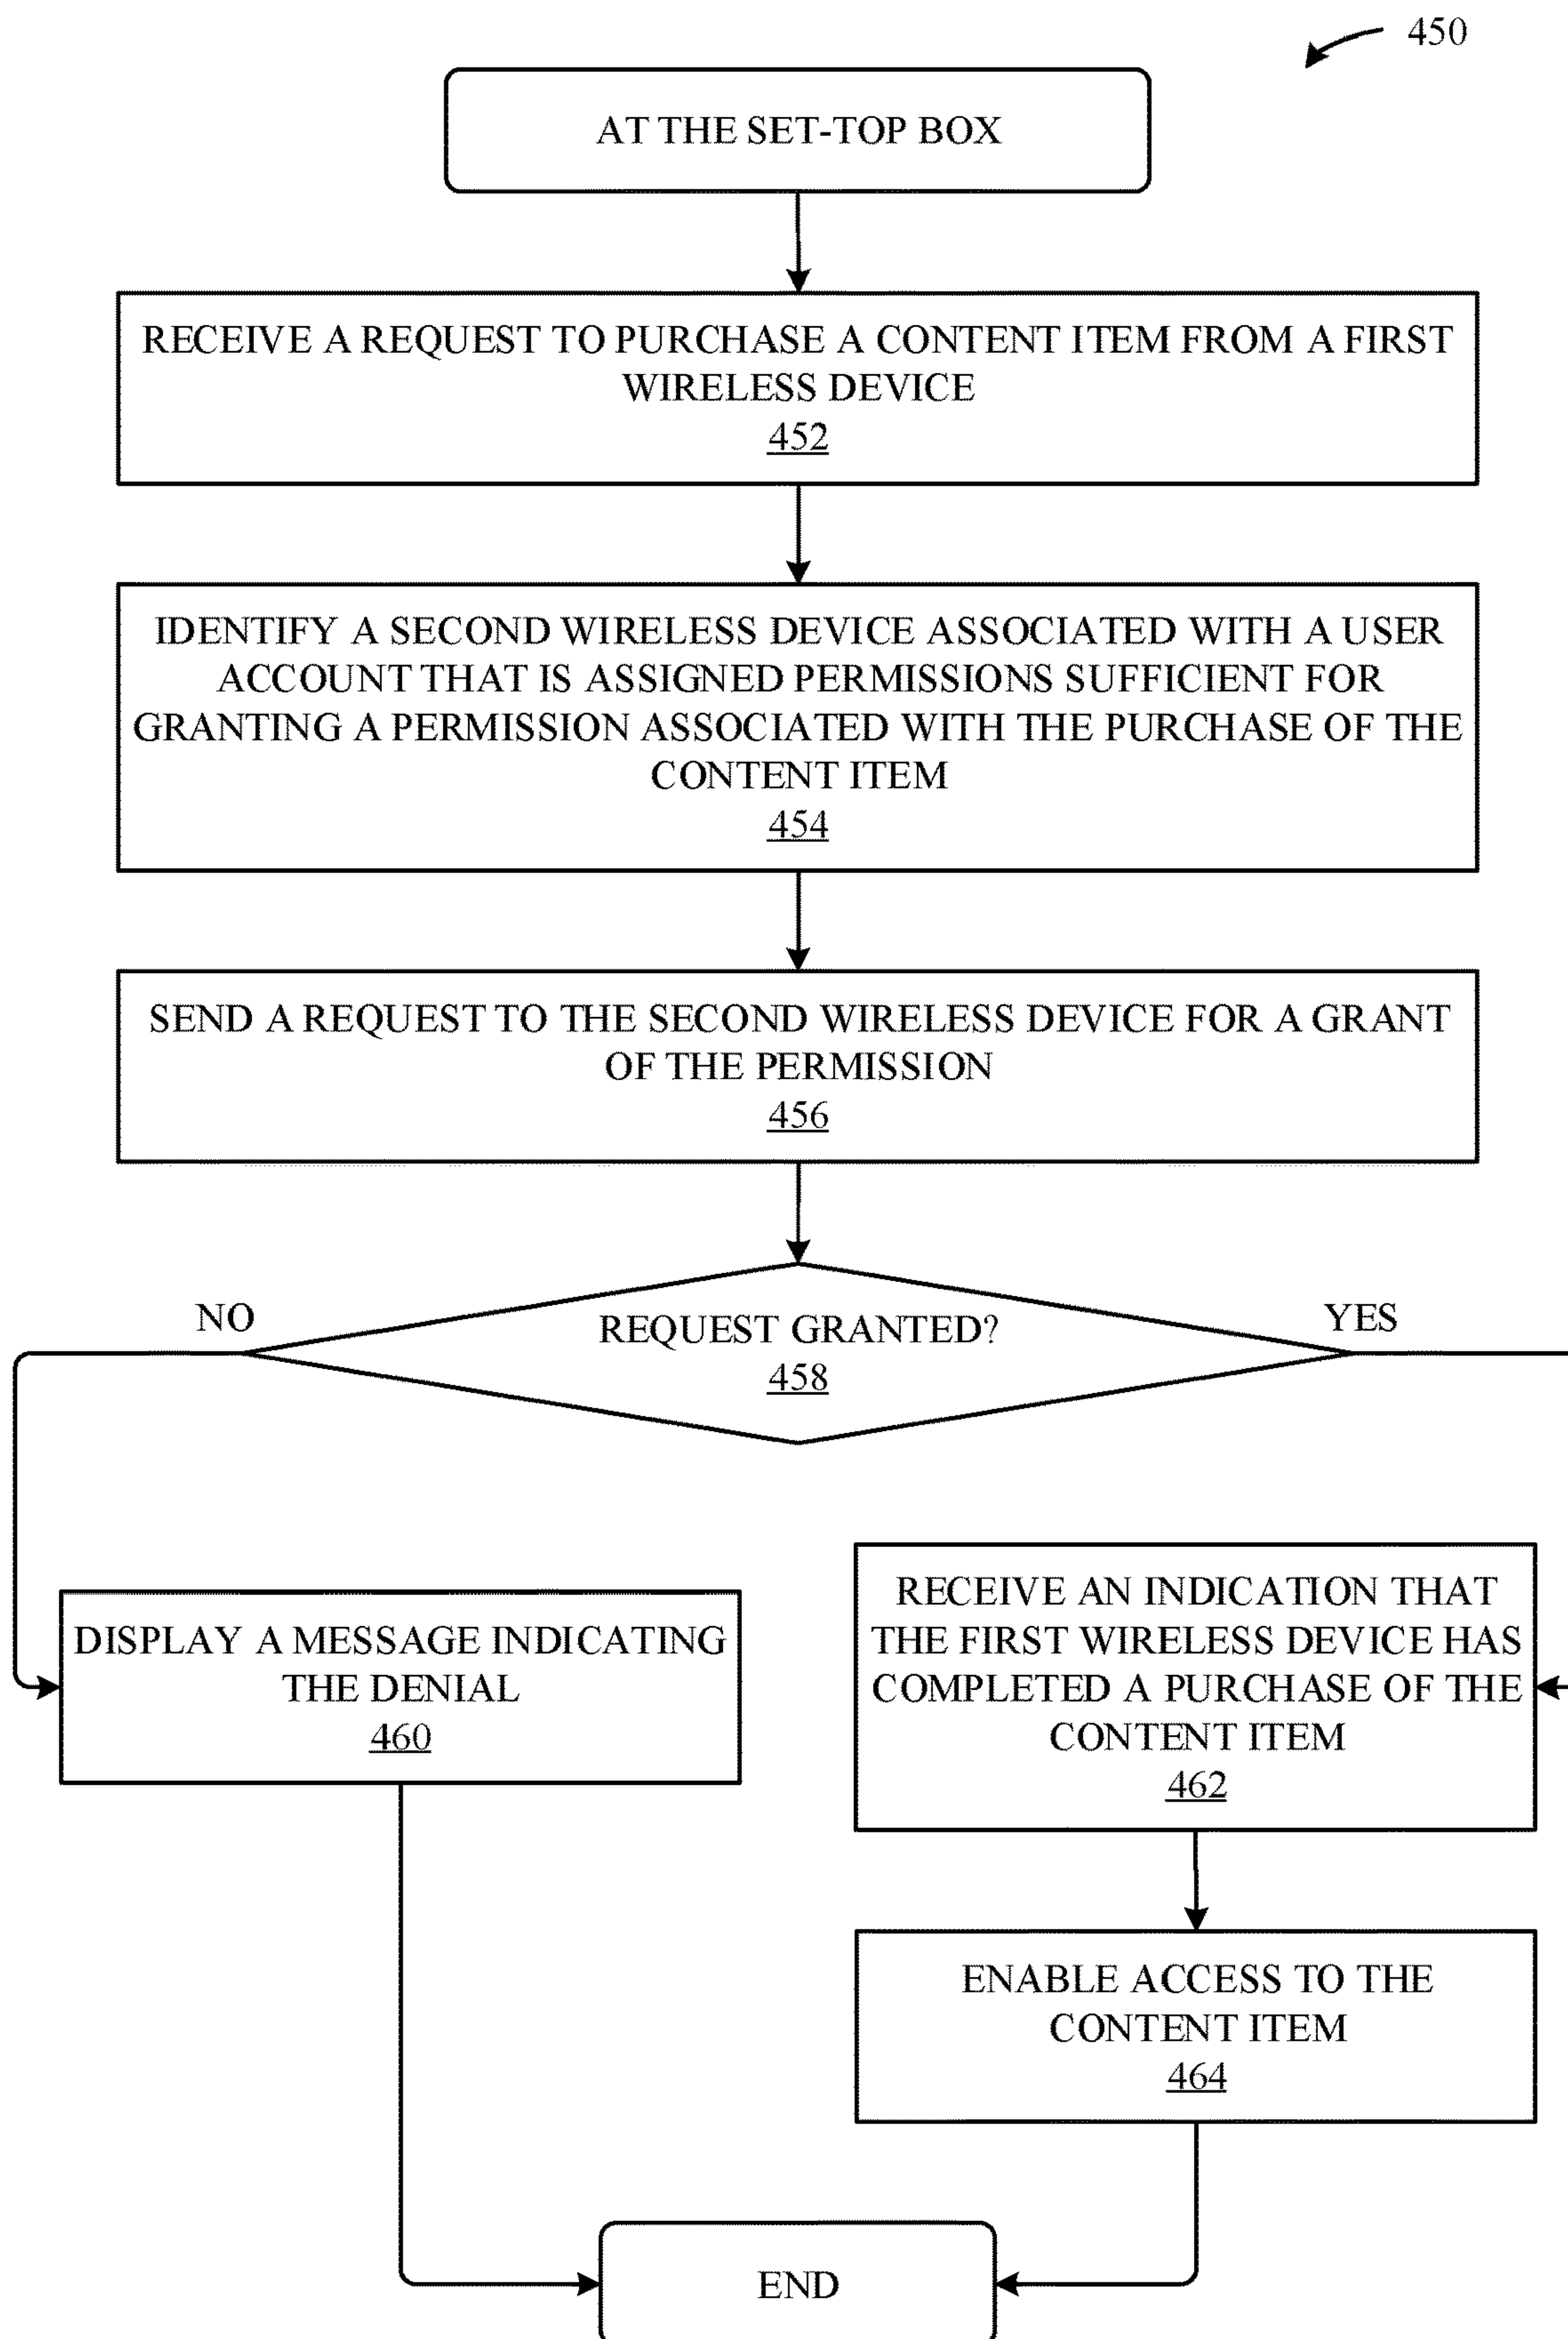 450
AT THE SET-TOP BOX
RECEIVE A REQUEST TO PURCHASE A CONTENT ITEM FROM A FIRST
WIRELESS DEVICE
452
IDENTIFY A SECOND WIRELESS DEVICE ASSOCIATED WITH A USER
ACCOUNT THAT IS ASSIGNED PERMISSIONS SUFFICIENT FOR
GRANTING A PERMISSION ASSOCIATED WITH THE PURCHASE OF THE
CONTENT ITEM
454
SEND A REQUEST TO THE SECOND WIRELESS DEVICE FOR A GRANT
OF THE PERMISSION
456
NO
REQUEST GRANTED?
458
YES
DISPLAY A MESSAGE INDICATING
THE DENIAL
460
RECEIVE AN INDICATION THAT
THE FIRST WIRELESS DEVICE HAS
COMPLETED A PURCHASE OF THE
CONTENT ITEM
462
ENABLE ACCESS TO THE
CONTENT ITEM
464
END